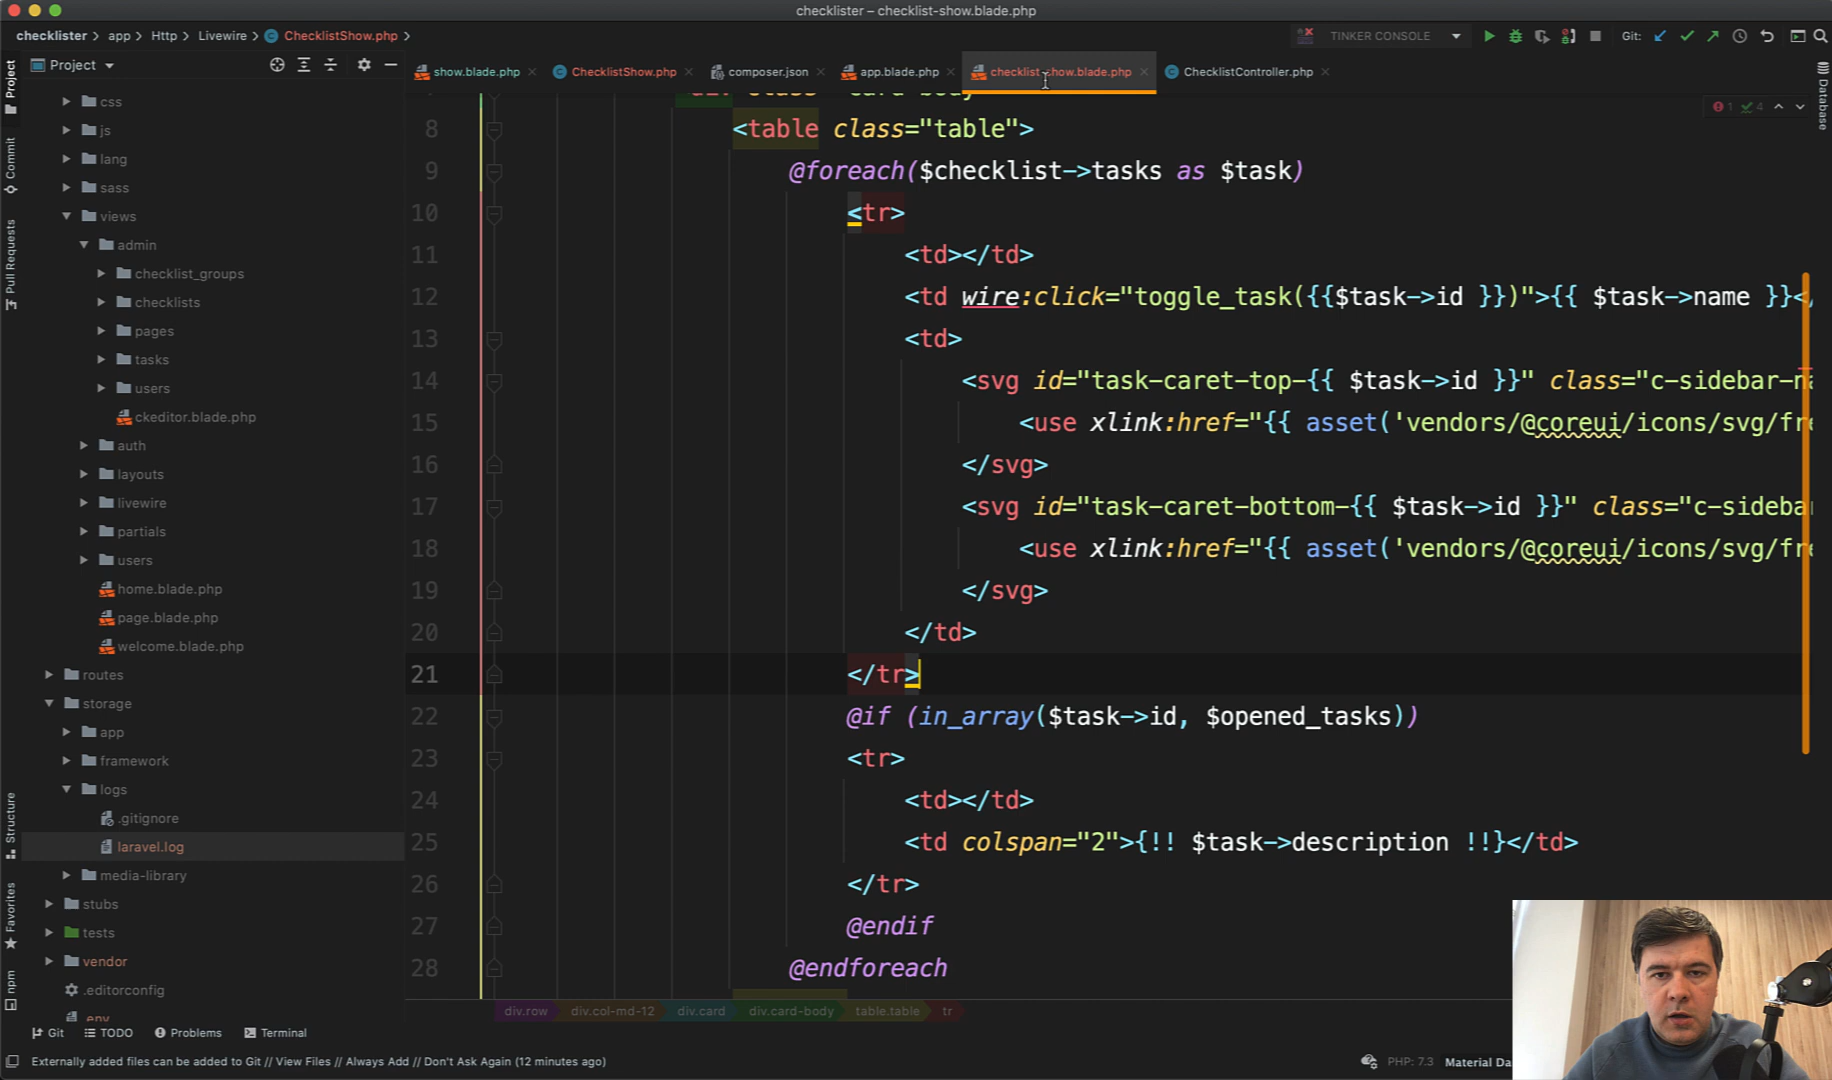 checklister – checklist-show.blade.php
checklister > app > Http > Livewire > ChecklistShow.php >
TINKER CONSOLE
Git:
Project
show.blade.php
ChecklistShow.php
composer.json
app.blade.php
checklist-show.blade.php
ChecklistController.php
Project
Commit
Pull Requests
Structure
Favorites
npm
Database
css
js
lang
sass
views
admin
checklist_groups
checklists
pages
tasks
users
ckeditor.blade.php
auth
layouts
livewire
partials
users
home.blade.php
page.blade.php
welcome.blade.php
routes
storage
app
framework
logs
.gitignore
laravel.log
media-library
stubs
tests
vendor
.editorconfig
.env
1 4
8 <table class="table">
9 @foreach($checklist->tasks as $task)
10 <tr>
11 <td></td>
12 <td wire:click="toggle_task({{$task->id }})">{{ $task->name }}</
13 <td>
14 <svg id="task-caret-top-{{ $task->id }}" class="c-sidebar-na
15 <use xlink:href="{{ asset('vendors/@coreui/icons/svg/fre
16 </svg>
17 <svg id="task-caret-bottom-{{ $task->id }}" class="c-sidebar
18 <use xlink:href="{{ asset('vendors/@coreui/icons/svg/fre
19 </svg>
20 </td>
21 </tr>
22 @if (in_array($task->id, $opened_tasks))
23 <tr>
24 <td></td>
25 <td colspan="2">{!! $task->description !!}</td>
26 </tr>
27 @endif
28 @endforeach
div.row div.col-md-12 div.card div.card-body table.table tr
Git TODO Problems Terminal
Externally added files can be added to Git // View Files // Always Add // Don't Ask Again (12 minutes ago)
PHP: 7.3 Material Da